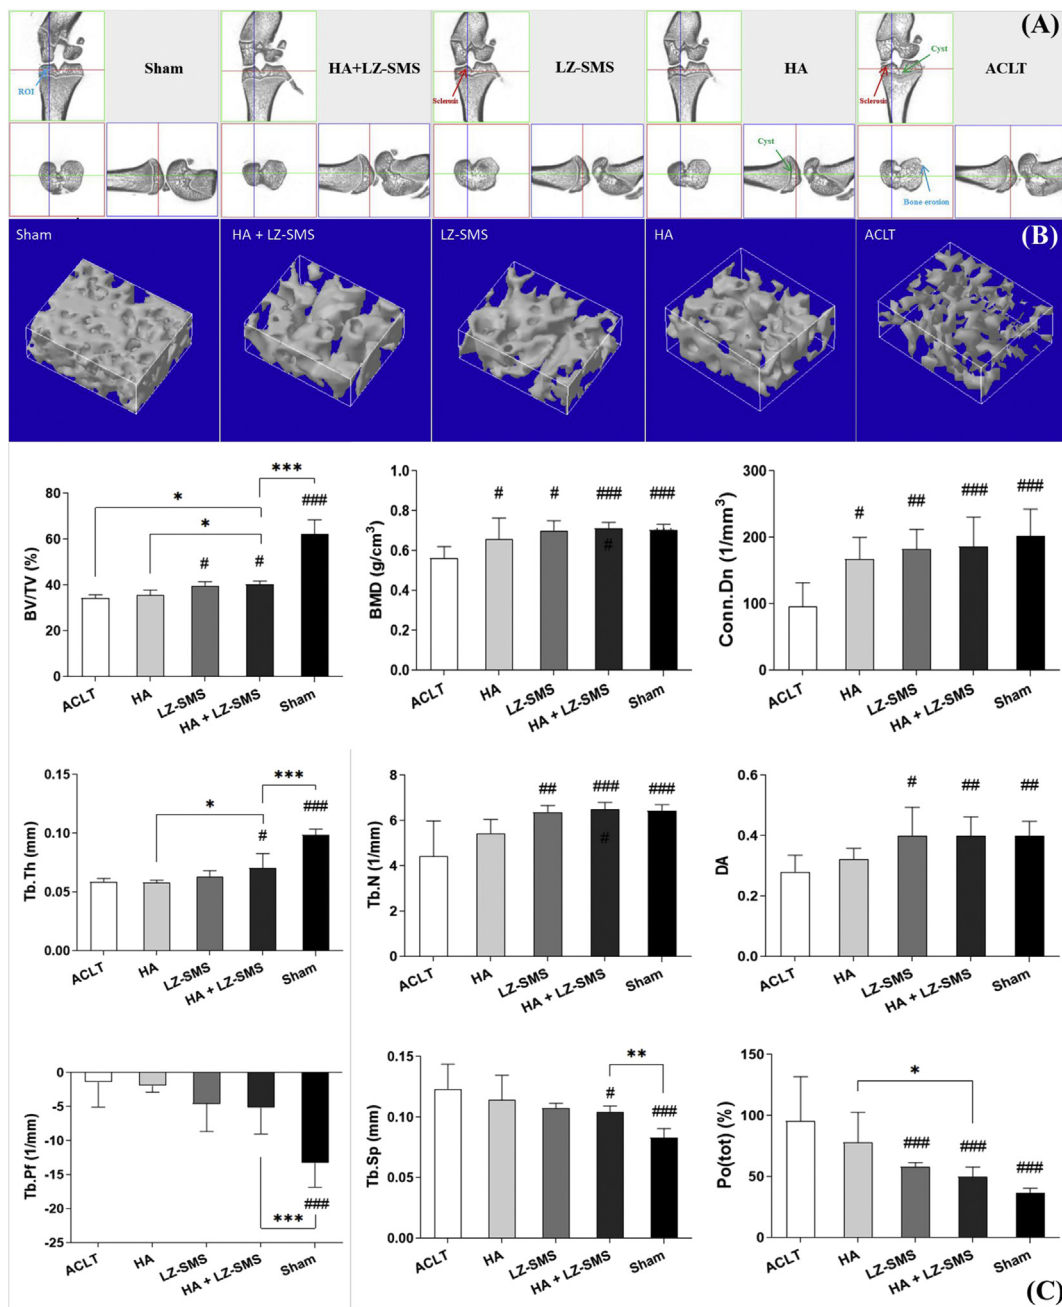 (A)
Sham
HA+LZ-SMS
LZ-SMS
HA
ACLT
ROI
Sclerosis
Cyst
Sclerosis
Cyst
Bone erosion
(B)
Sham
HA + LZ-SMS
LZ-SMS
HA
ACLT
BV/TV (%)
80
60
40
20
0
*
*
#
#
***
###
ACLT
HA
LZ-SMS
HA + LZ-SMS
Sham
BMD (g/cm³)
1.0
0.8
0.6
0.4
0.2
0.0
#
#
###
#
###
ACLT
HA
LZ-SMS
HA + LZ-SMS
Sham
Conn.Dn (1/mm³)
300
200
100
0
#
##
###
###
ACLT
HA
LZ-SMS
HA + LZ-SMS
Sham
Tb.Th (mm)
0.15
0.10
0.05
0.00
*
#
***
###
ACLT
HA
LZ-SMS
HA + LZ-SMS
Sham
Tb.N (1/mm)
8
6
4
2
0
##
###
#
###
ACLT
HA
LZ-SMS
HA + LZ-SMS
Sham
DA
0.6
0.4
0.2
0.0
#
##
##
ACLT
HA
LZ-SMS
HA + LZ-SMS
Sham
Tb.Pf (1/mm)
0
-5
-10
-15
-20
-25
###
***
ACLT
HA
LZ-SMS
HA + LZ-SMS
Sham
Tb.Sp (mm)
0.15
0.10
0.05
0.00
**
#
###
ACLT
HA
LZ-SMS
HA + LZ-SMS
Sham
Po(tot) (%)
150
100
50
0
*
###
###
###
ACLT
HA
LZ-SMS
HA + LZ-SMS
Sham
(C)